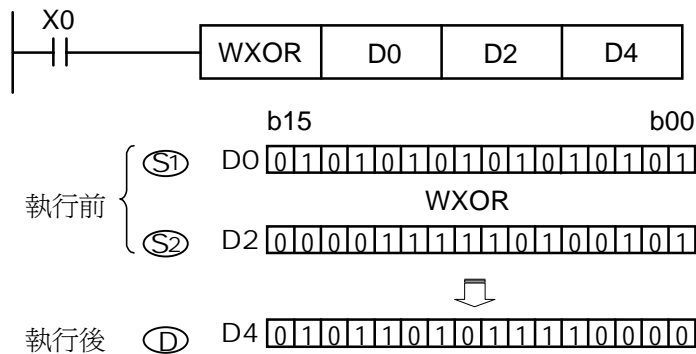 X0
WXOR D0 D2 D4
b15 b00
S1 D0 0 1 0 1 0 1 0 1 0 1 0 1 0 1 0 1
執行前 WXOR
S2 D2 0 0 0 0 1 1 1 1 1 0 1 0 0 1 0 1
執行後 D D4 0 1 0 1 1 0 1 0 1 1 1 1 0 0 0 0